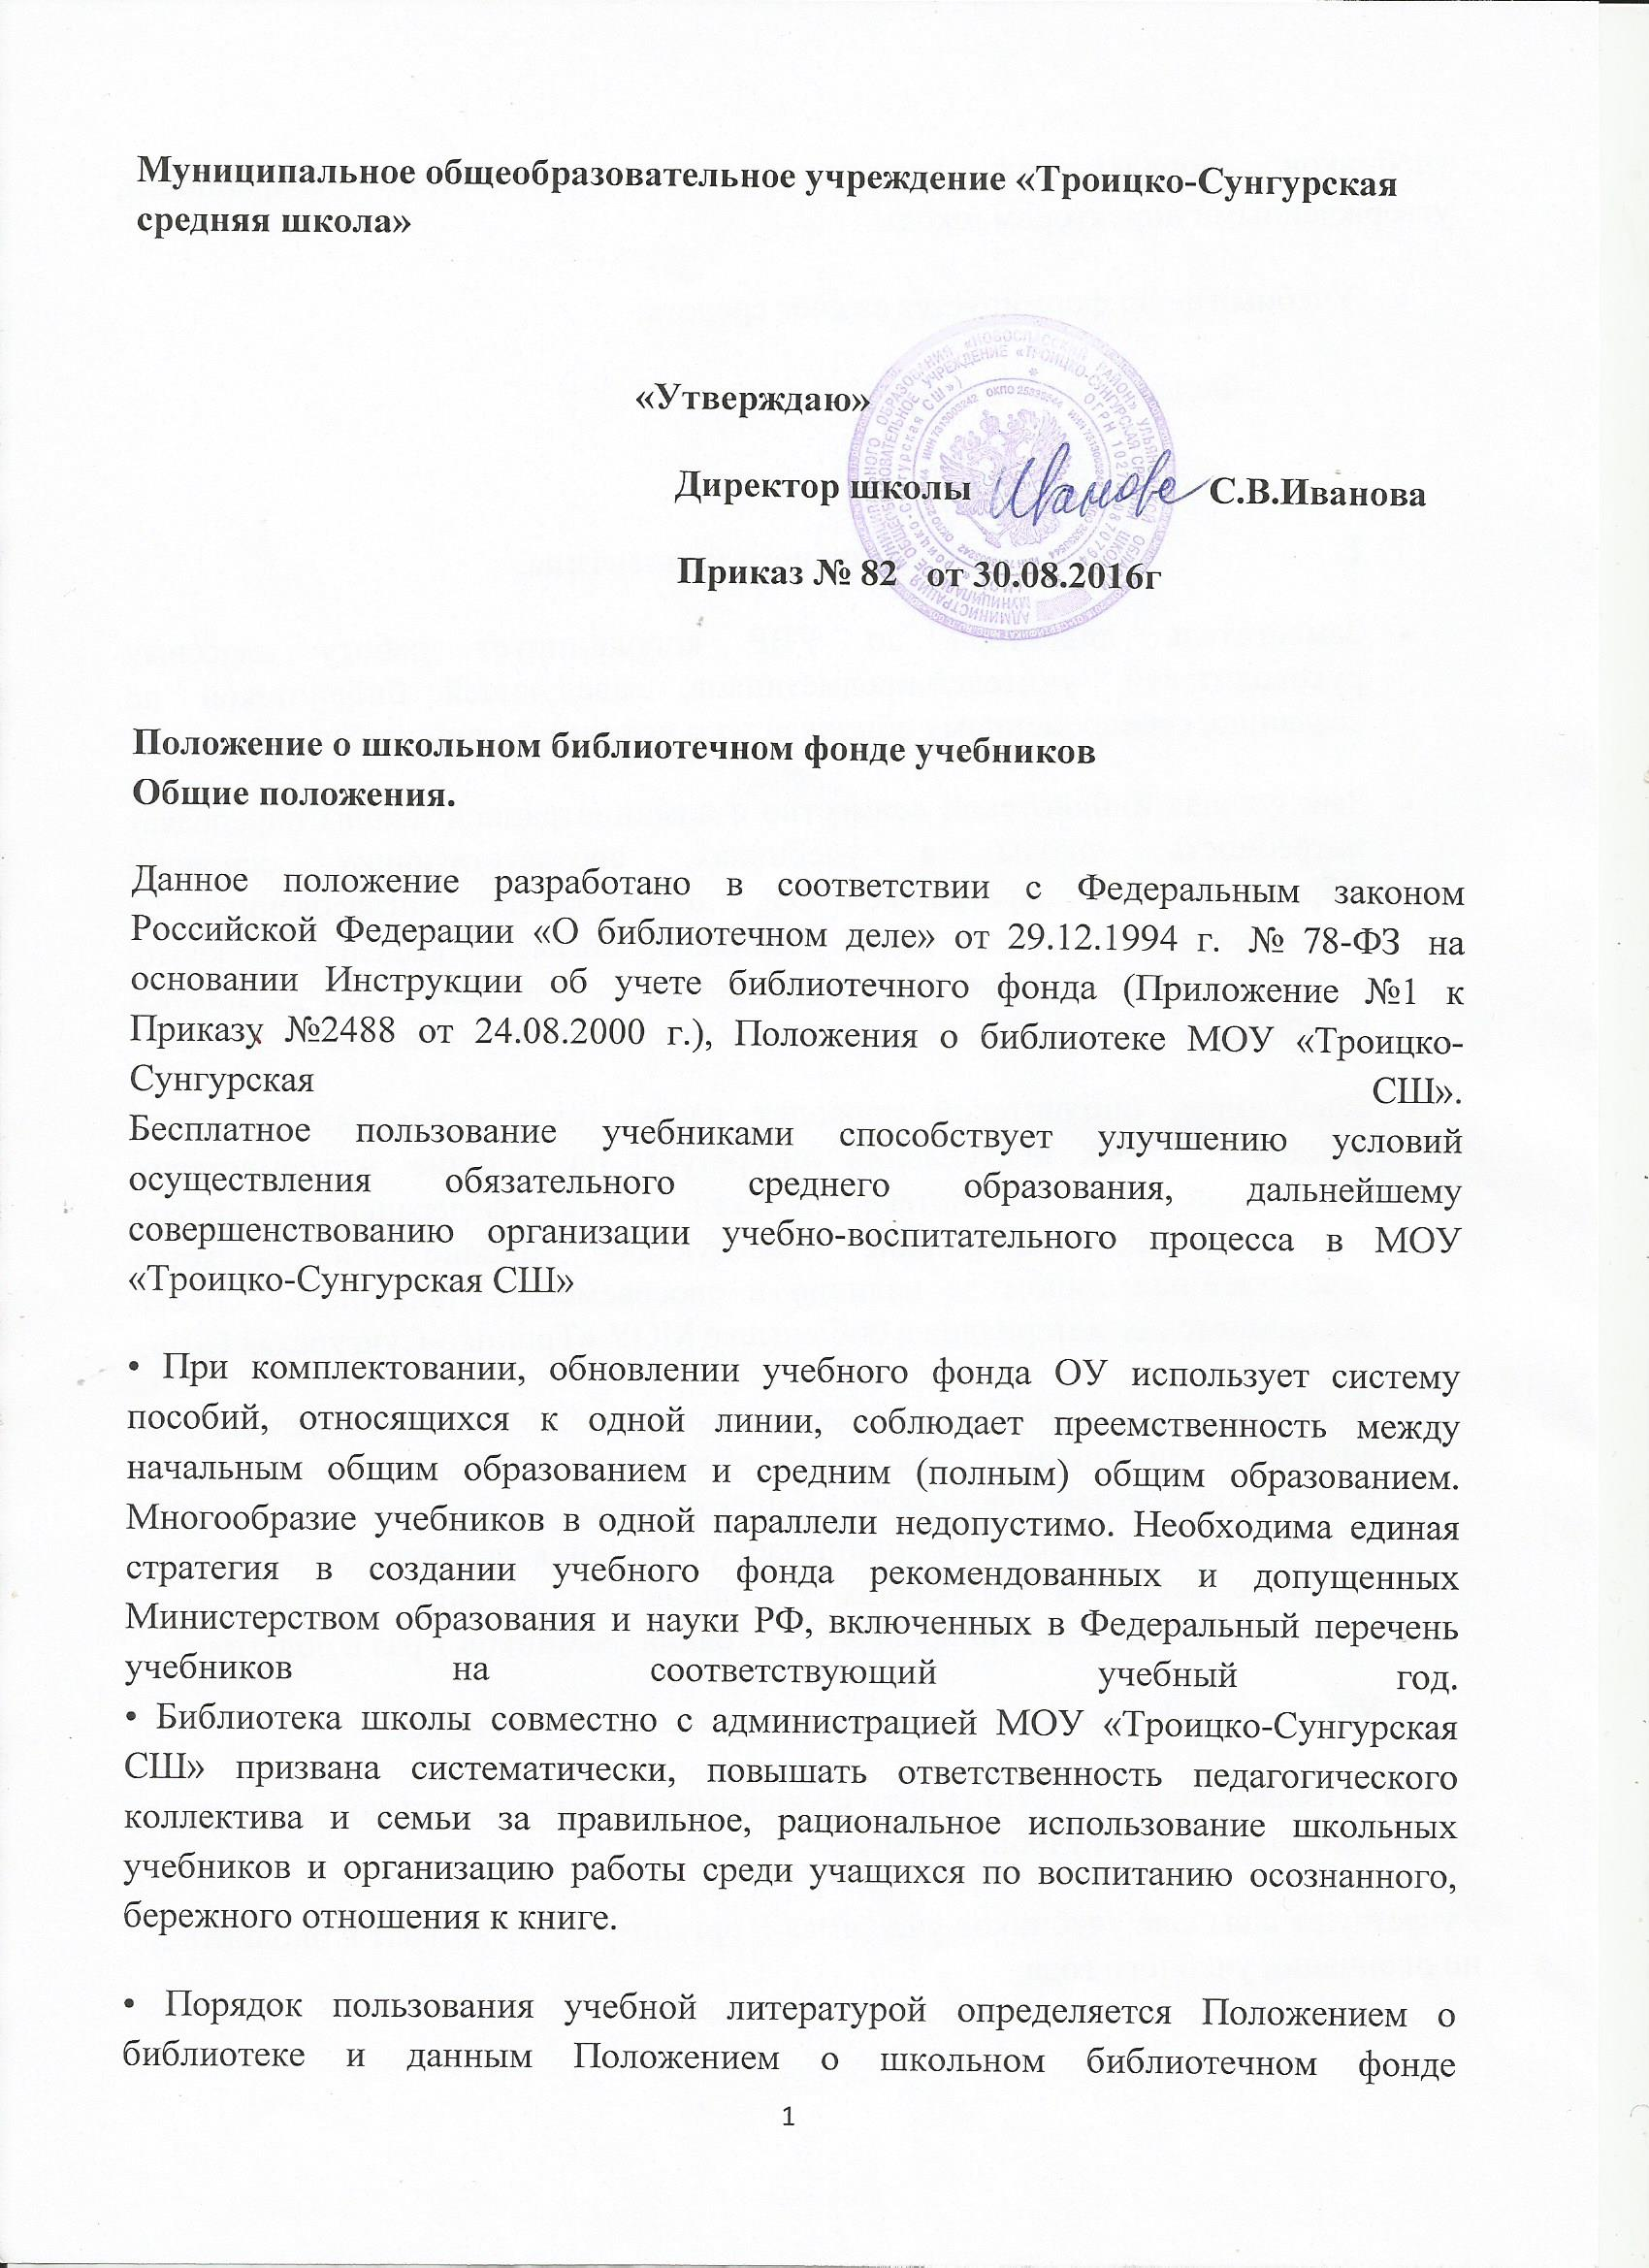 Муниципальное общеобразовательное учреждение «Троицко-Сунгурская
средняя школа»
«Утверждаю»
Директор школы Иванова С.В.Иванова
Приказ № 82 от 30.08.2016г
Положение о школьном библиотечном фонде учебников
Общие положения.
Данное положение разработано в соответствии с Федеральным законом
Российской Федерации «О библиотечном деле» от 29.12.1994 г. № 78-ФЗ на
основании Инструкции об учете библиотечного фонда (Приложение №1 к
Приказу №2488 от 24.08.2000 г.), Положения о библиотеке МОУ «Троицко-
Сунгурская СШ».
Бесплатное пользование учебниками способствует улучшению условий
осуществления обязательного среднего образования, дальнейшему
совершенствованию организации учебно-воспитательного процесса в МОУ
«Троицко-Сунгурская СШ»
• При комплектовании, обновлении учебного фонда ОУ использует систему
пособий, относящихся к одной линии, соблюдает преемственность между
начальным общим образованием и средним (полным) общим образованием.
Многообразие учебников в одной параллели недопустимо. Необходима единая
стратегия в создании учебного фонда рекомендованных и допущенных
Министерством образования и науки РФ, включенных в Федеральный перечень
учебников на соответствующий учебный год.
• Библиотека школы совместно с администрацией МОУ «Троицко-Сунгурская
СШ» призвана систематически, повышать ответственность педагогического
коллектива и семьи за правильное, рациональное использование школьных
учебников и организацию работы среди учащихся по воспитанию осознанного,
бережного отношения к книге.
• Порядок пользования учебной литературой определяется Положением о
библиотеке и данным Положением о школьном библиотечном фонде
1